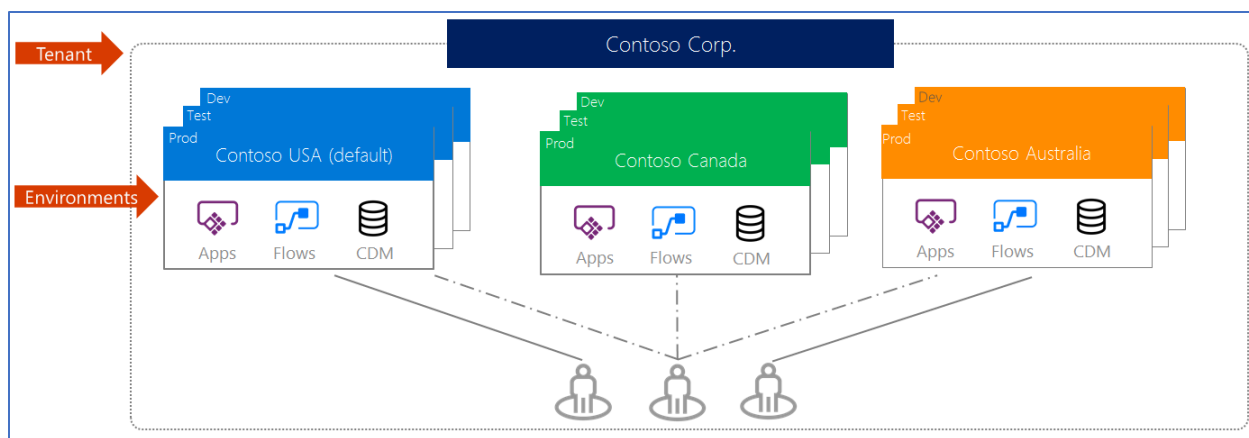 Tenant
Contoso Corp.
Dev
Test
Prod
Contoso USA (default)
Apps
Flows
CDM
Dev
Test
Prod
Contoso Canada
Apps
Flows
CDM
Dev
Test
Prod
Contoso Australia
Apps
Flows
CDM
Environments